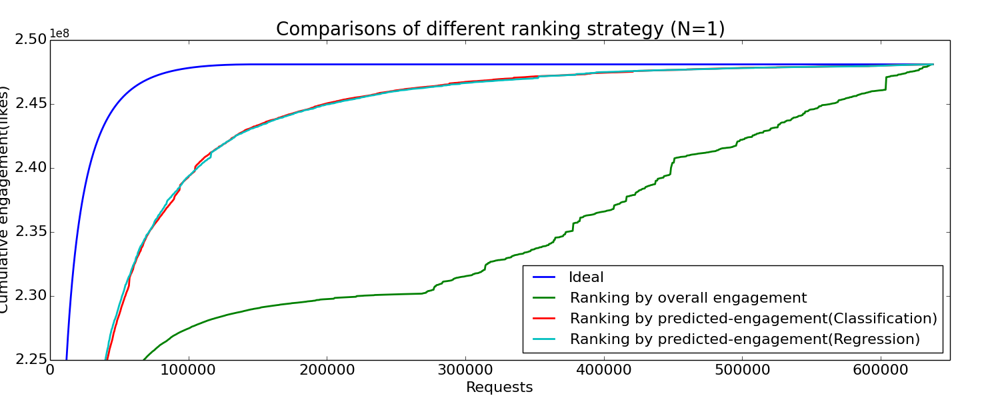 Comparisons of different ranking strategy (N=1)
1e8
2.50
2.45
2.40
2.35
2.30
2.25
Cumulative engagement(likes)
0 100000 200000 300000 400000 500000 600000
Requests
Ideal
Ranking by overall engagement
Ranking by predicted-engagement(Classification)
Ranking by predicted-engagement(Regression)